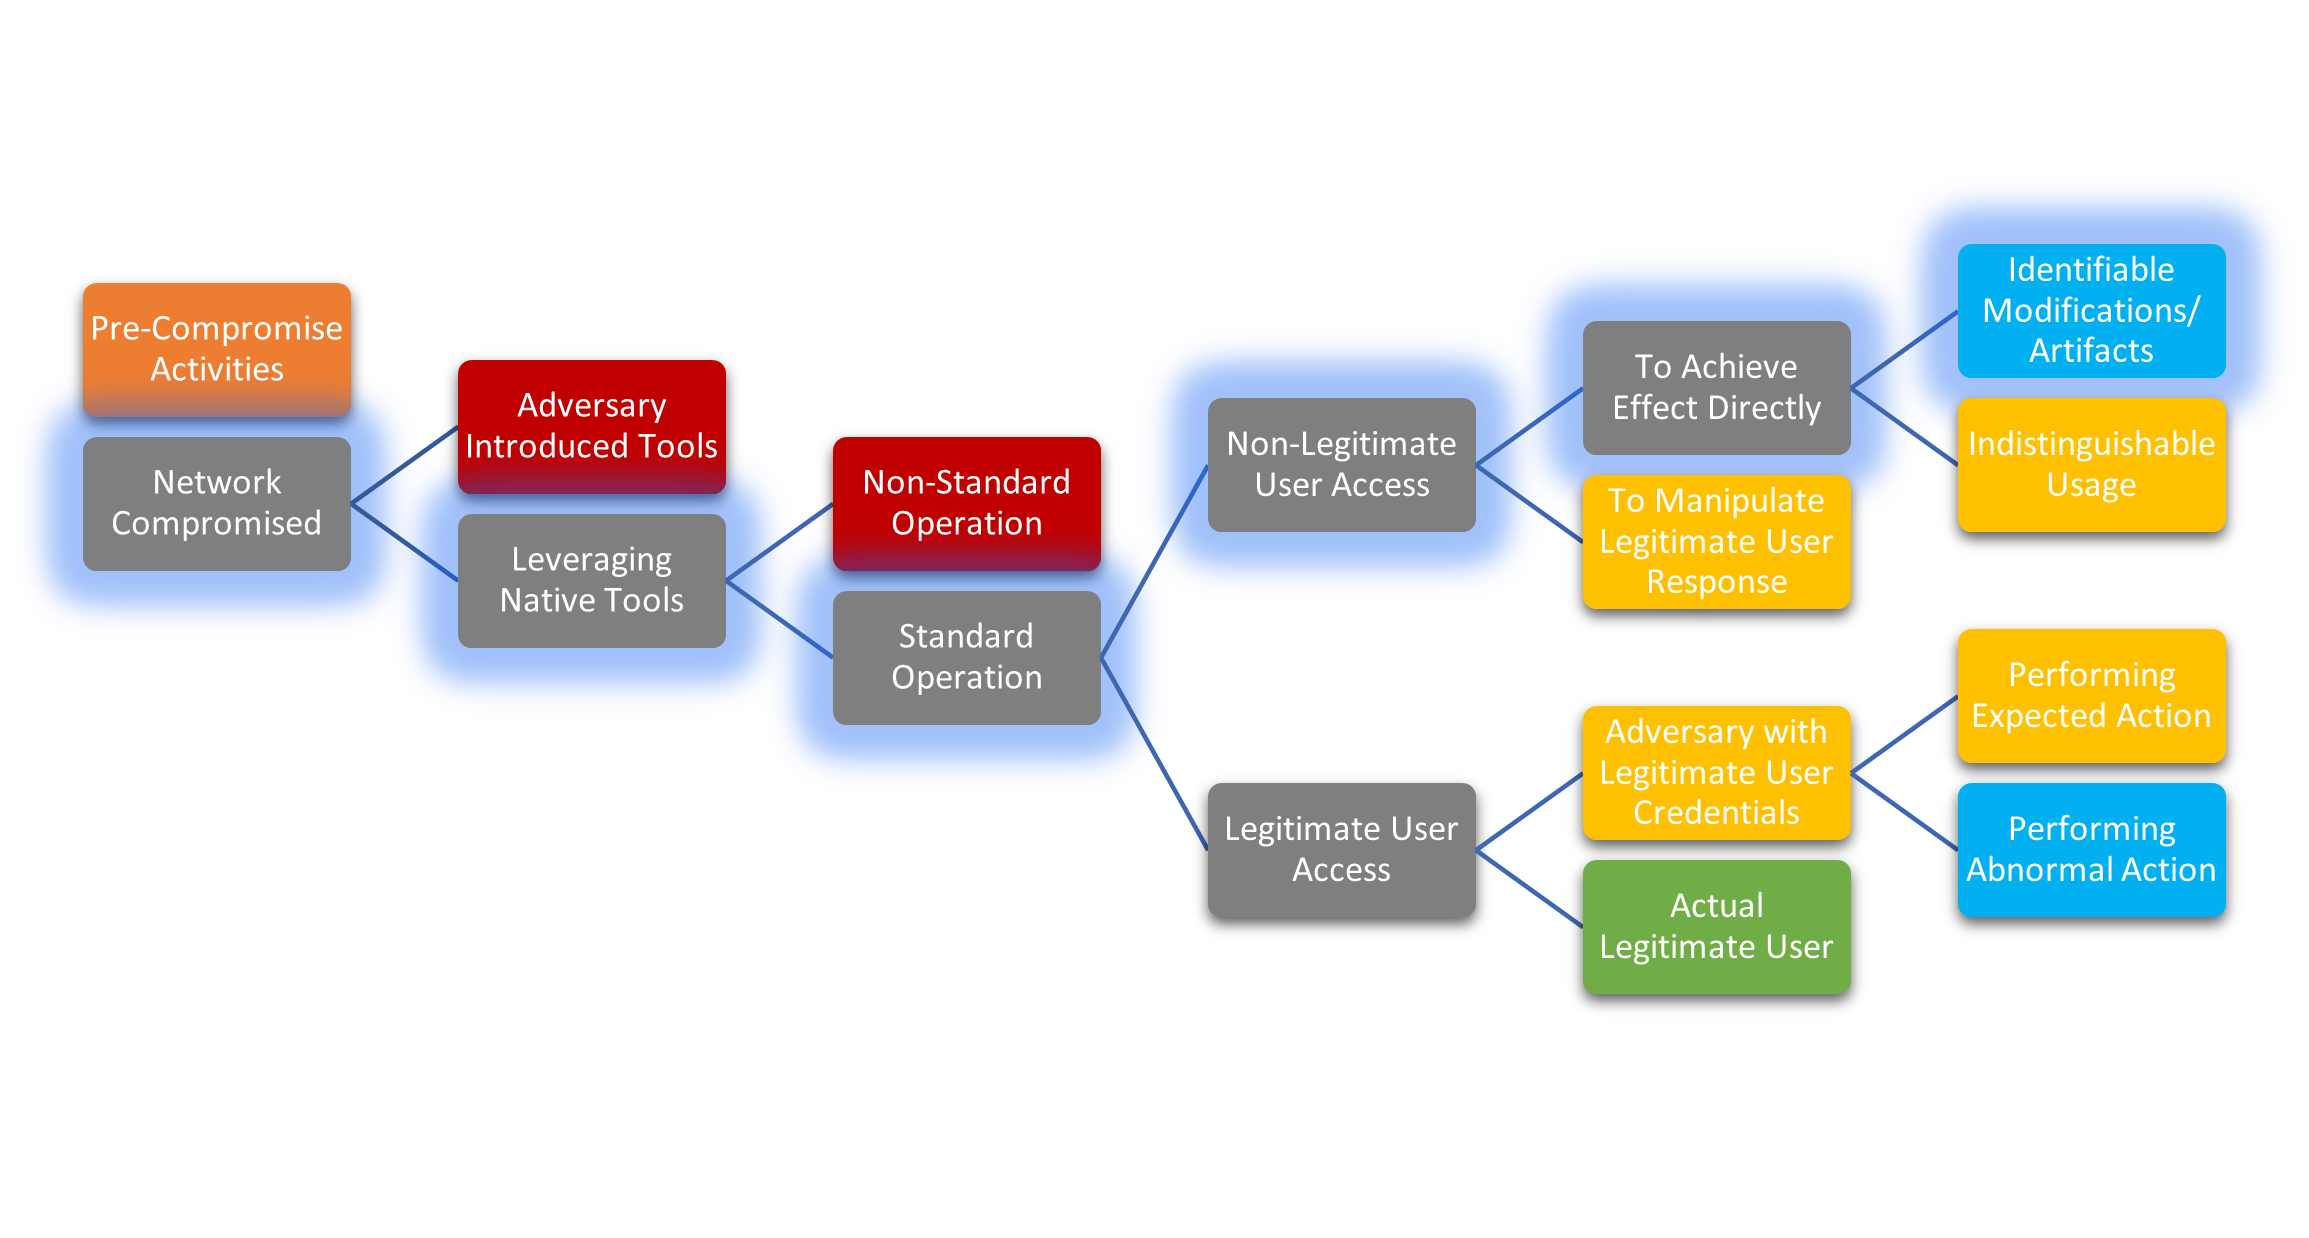 Pre-Compromise
Activities
Network
Compromised
Adversary
Introduced Tools
Leveraging
Native Tools
Non-Standard
Operation
Standard
Operation
Non-Legitimate
User Access
Legitimate User
Access
To Achieve
Effect Directly
To Manipulate
Legitimate User
Response
Adversary with
Legitimate User
Credentials
Actual
Legitimate User
Identifiable
Modifications/
Artifacts
Indistinguishable
Usage
Performing
Expected Action
Performing
Abnormal Action